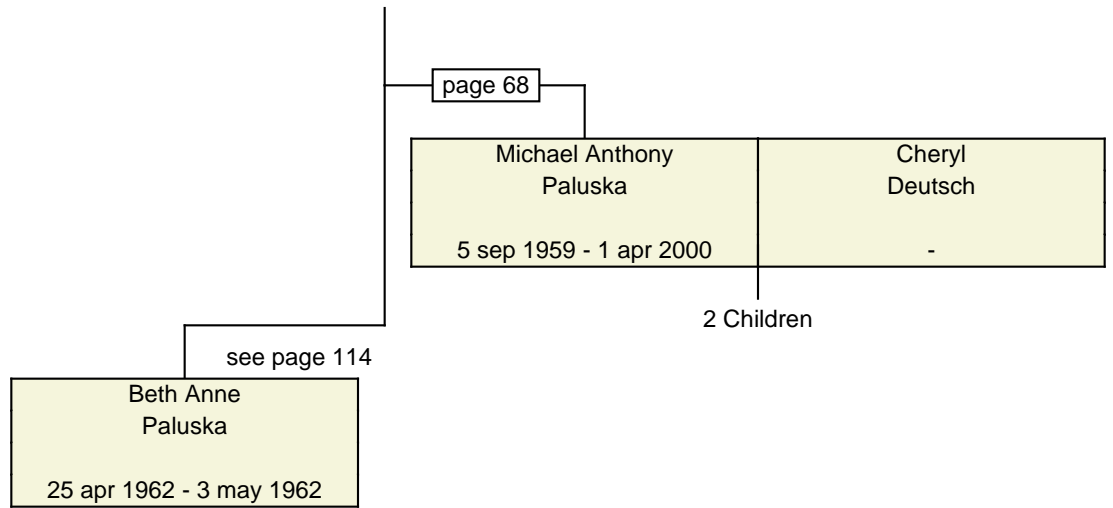 page 68
Michael Anthony
Paluska
5 sep 1959 - 1 apr 2000
Cheryl
Deutsch
-
2 Children
see page 114
Beth Anne
Paluska
25 apr 1962 - 3 may 1962